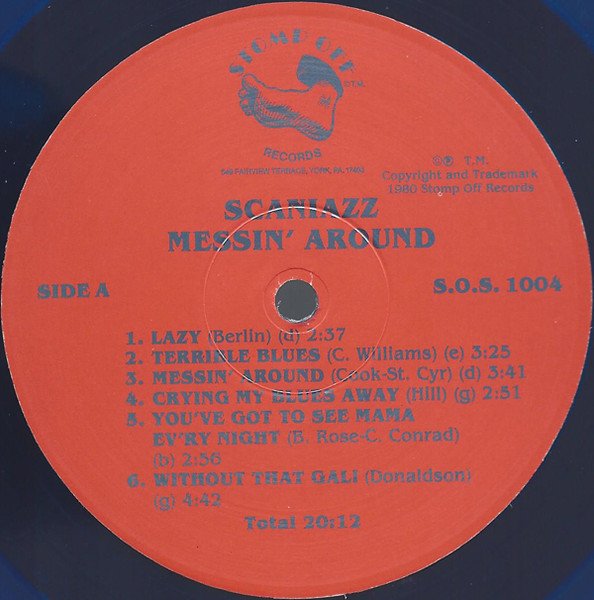 STOMP OFF
T.M.
RECORDS
549 FAIRVIEW TERRACE, YORK, PA. 17403
©℗ T.M.
Copyright and Trademark
1980 Stomp Off Records
SCANIAZZ
MESSIN' AROUND
SIDE A
S.O.S. 1004
1. LAZY (Berlin) (d) 2:37
2. TERRIBLE BLUES (C. Williams) (e) 3:25
3. MESSIN' AROUND (Cook-St. Cyr) (d) 3:41
4. CRYING MY BLUES AWAY (Hill) (g) 2:51
5. YOU'VE GOT TO SEE MAMA
EV'RY NIGHT (B. Rose-C. Conrad)
(b) 2:56
6. WITHOUT THAT GAL! (Donaldson)
(g) 4:42
Total 20:12